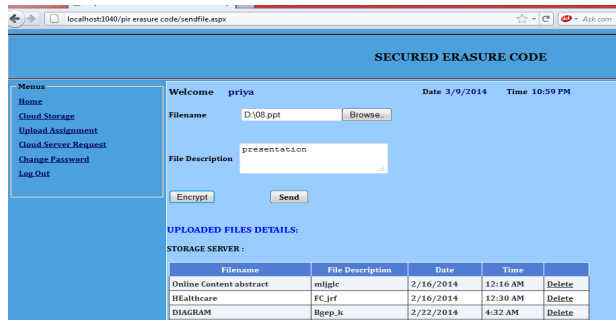 localhost:1040/pir erasure code/sendfile.aspx
Ask.com
SECURED ERASURE CODE
Menus
Home
Cloud Storage
Upload Assignment
Cloud Server Request
Change Password
Log Out
Welcome priya Date 3/9/2014 Time 10:59 PM
Filename D:\08.ppt Browse..
File Description presentation
Encrypt Send
UPLOADED FILES DETAILS:
STORAGE SERVER :
Filename File Description Date Time
Online Content abstract mljglc 2/16/2014 12:16 AM Delete
HEalthcare FC_jrf 2/16/2014 12:30 AM Delete
DIAGRAM Bgep_k 2/22/2014 4:32 AM Delete